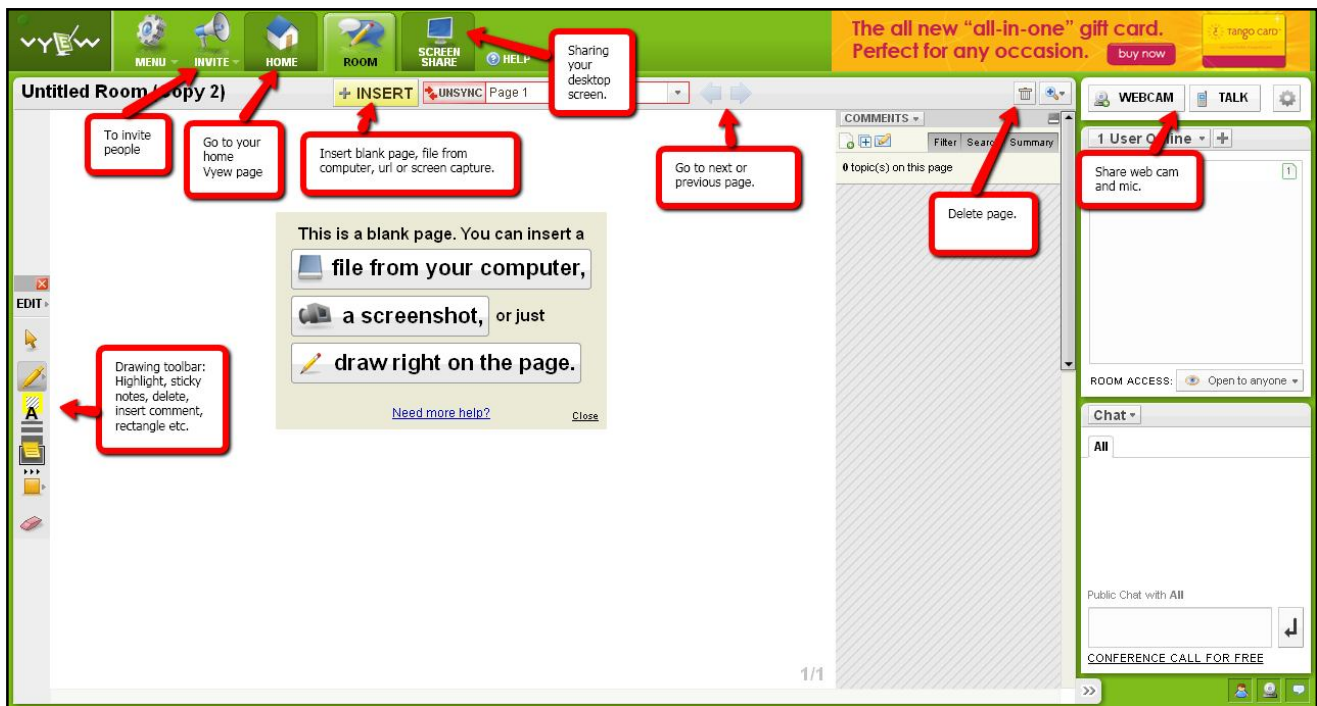 VYEW
MENU
INVITE
HOME
ROOM
SCREEN
SHARE
HELP
Sharing
your
desktop
screen.
The all new “all-in-one” gift card.
Perfect for any occasion.
buy now
Untitled Room (Copy 2)
+ INSERT
UNSYNC
Page 1
To invite
people
Go to your
home
Vyew page
Insert blank page, file from
computer, url or screen capture.
Go to next or
previous page.
COMMENTS
Filter
Search
Summary
0 topic(s) on this page
Delete page.
WEBCAM
TALK
1 User Online
Share web cam
and mic.
1
This is a blank page. You can insert a
file from your computer,
a screenshot, or just
draw right on the page.
Need more help?
Close
EDIT
A
Drawing toolbar:
Highlight, sticky
notes, delete,
insert comment,
rectangle etc.
ROOM ACCESS:
Open to anyone
Chat
All
Public Chat with All
CONFERENCE CALL FOR FREE
1/1